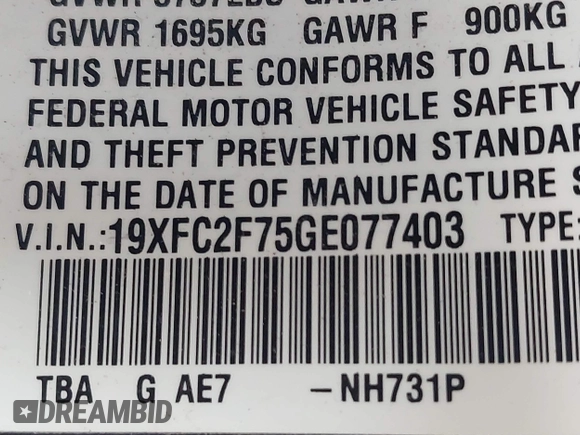 GVWR 1695KG GAWR F 900KG
THIS VEHICLE CONFORMS TO ALL
FEDERAL MOTOR VEHICLE SAFETY
AND THEFT PREVENTION STANDAR
ON THE DATE OF MANUFACTURE S
V.I.N.:19XFC2F75GE077403 TYPE:
TBA G AE7 -NH731P
DREAMBID